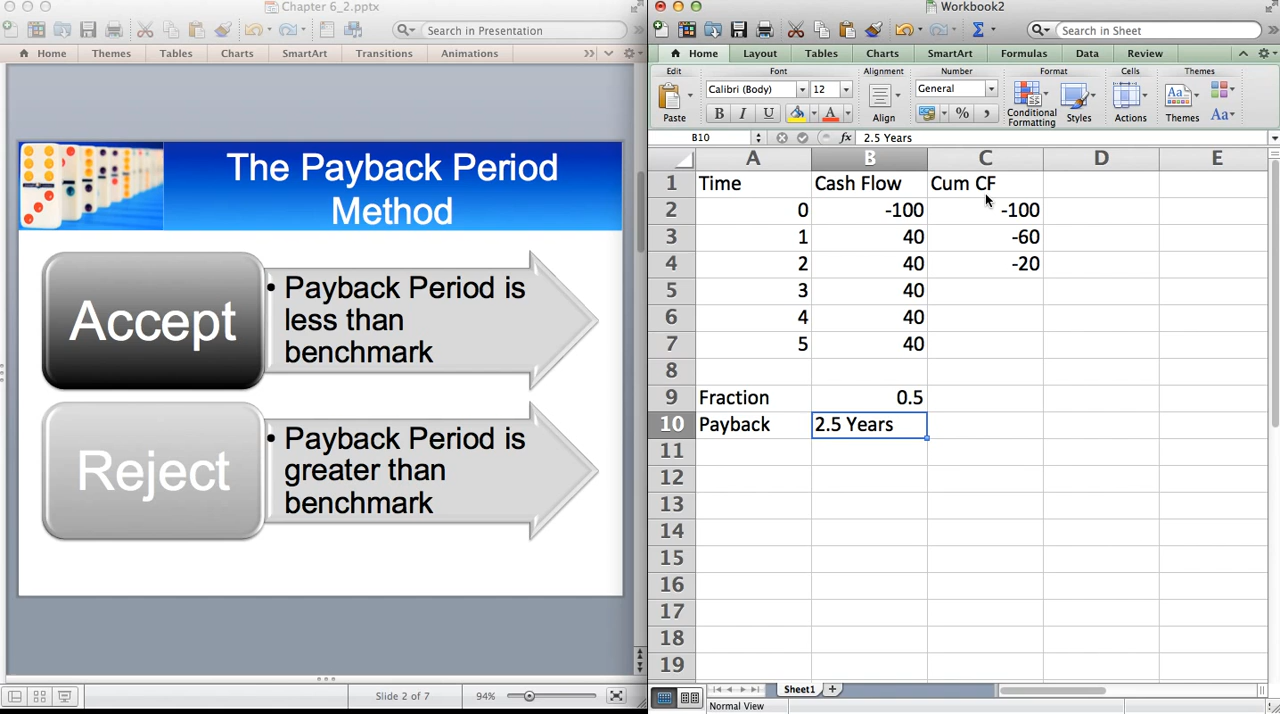 Chapter 6_2.pptx
Search in Presentation
Home Themes Tables Charts SmartArt Transitions Animations
The Payback Period
Method
Accept
• Payback Period is
less than
benchmark
Reject
• Payback Period is
greater than
benchmark
Slide 2 of 7 94%
Workbook2
Search in Sheet
Home Layout Tables Charts SmartArt Formulas Data Review
Edit Font Alignment Number Format Cells Themes
Calibri (Body) 12 General
Paste B I U A Align % , Conditional Formatting Styles Actions Themes Aa
B10 fx 2.5 Years
A B C D E
1 Time Cash Flow Cum CF
2 0 -100 -100
3 1 40 -60
4 2 40 -20
5 3 40
6 4 40
7 5 40
8
9 Fraction 0.5
10 Payback 2.5 Years
11
12
13
14
15
16
17
18
19
Sheet1
Normal View